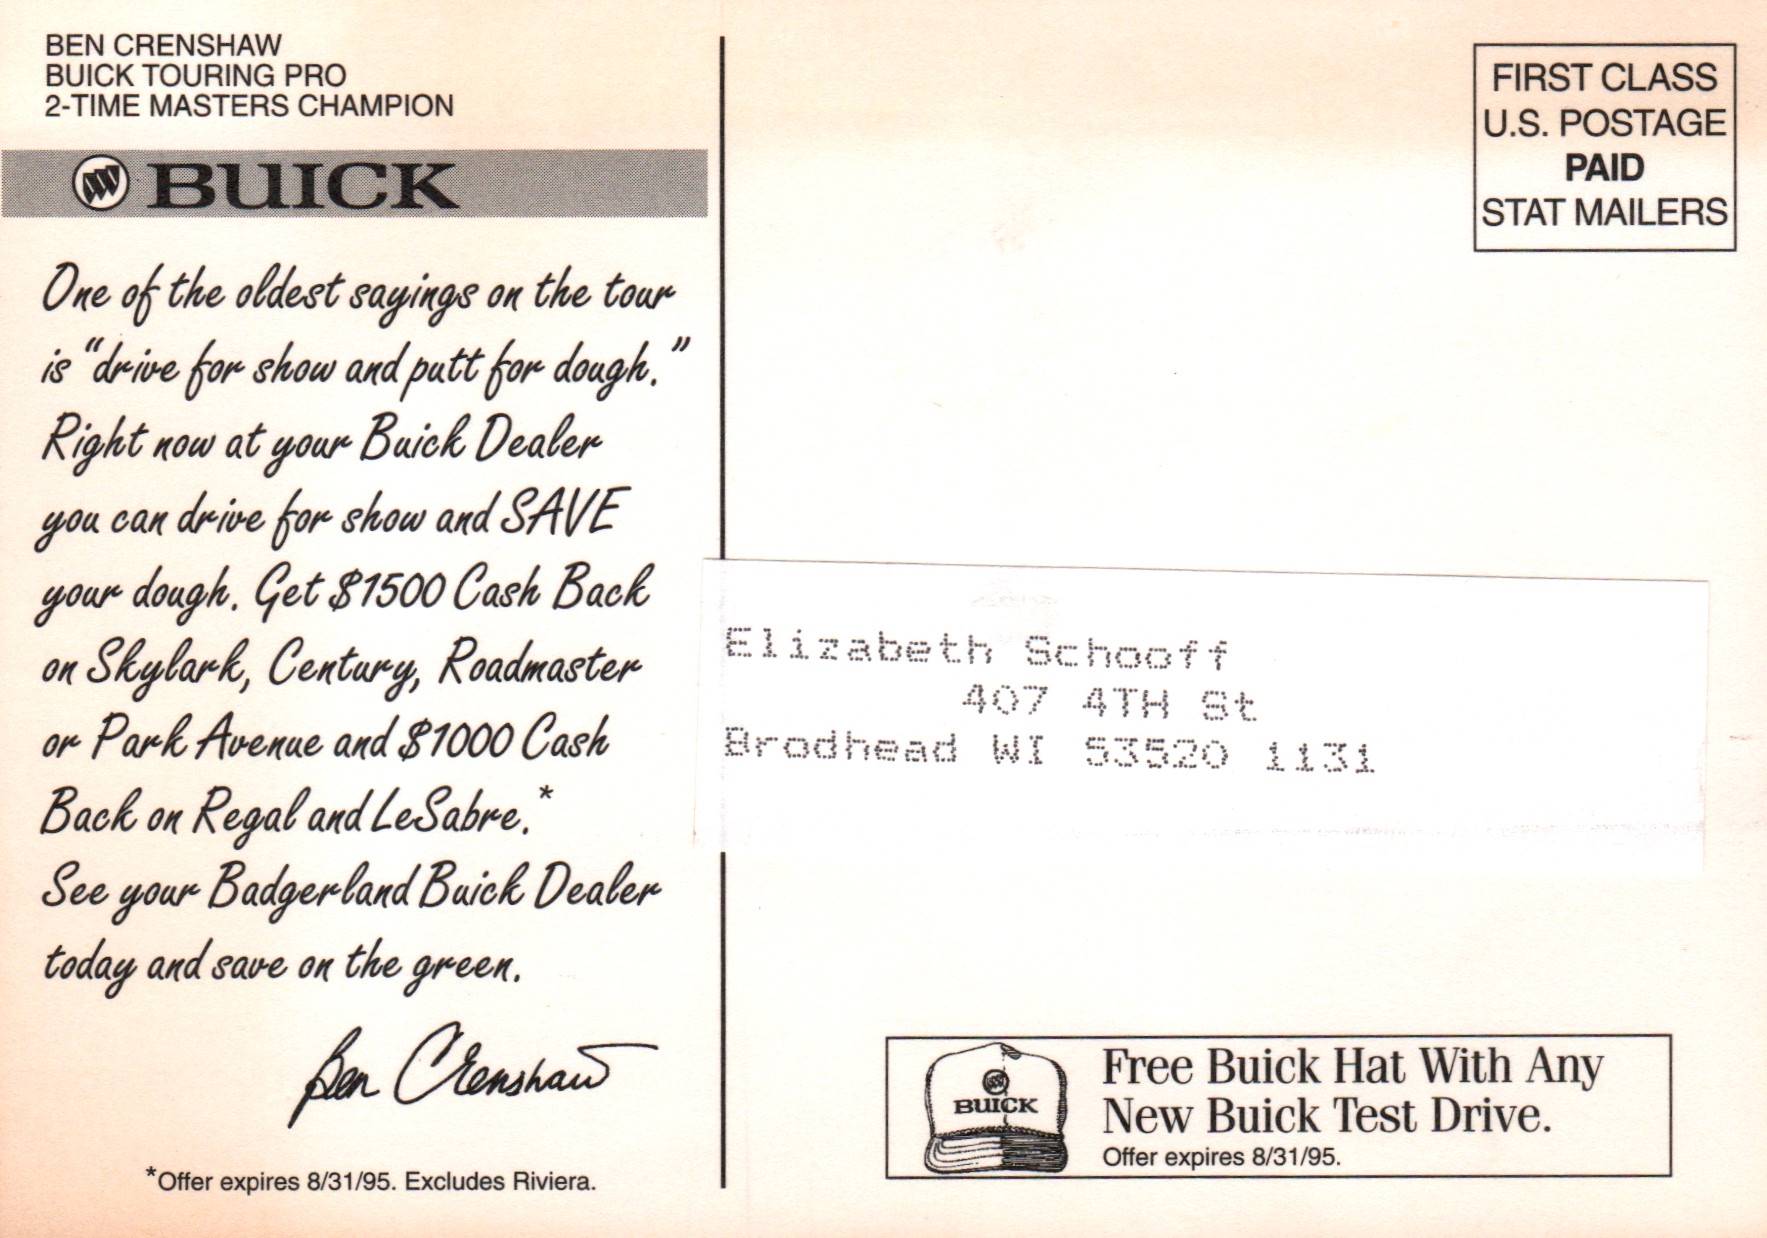 BEN CRENSHAW
BUICK TOURING PRO
2-TIME MASTERS CHAMPION
BUICK
One of the oldest sayings on the tour
is "drive for show and putt for dough."
Right now at your Buick Dealer
you can drive for show and SAVE
your dough. Get $1500 Cash Back
on Skylark, Century, Roadmaster
or Park Avenue and $1000 Cash
Back on Regal and LeSabre.*
See your Badgerland Buick Dealer
today and save on the green.
Ben Crenshaw
*Offer expires 8/31/95. Excludes Riviera.
FIRST CLASS
U.S. POSTAGE
PAID
STAT MAILERS
Elizabeth Schooff
407 4TH St
Brodhead WI 53520 1131
BUICK
Free Buick Hat With Any
New Buick Test Drive.
Offer expires 8/31/95.